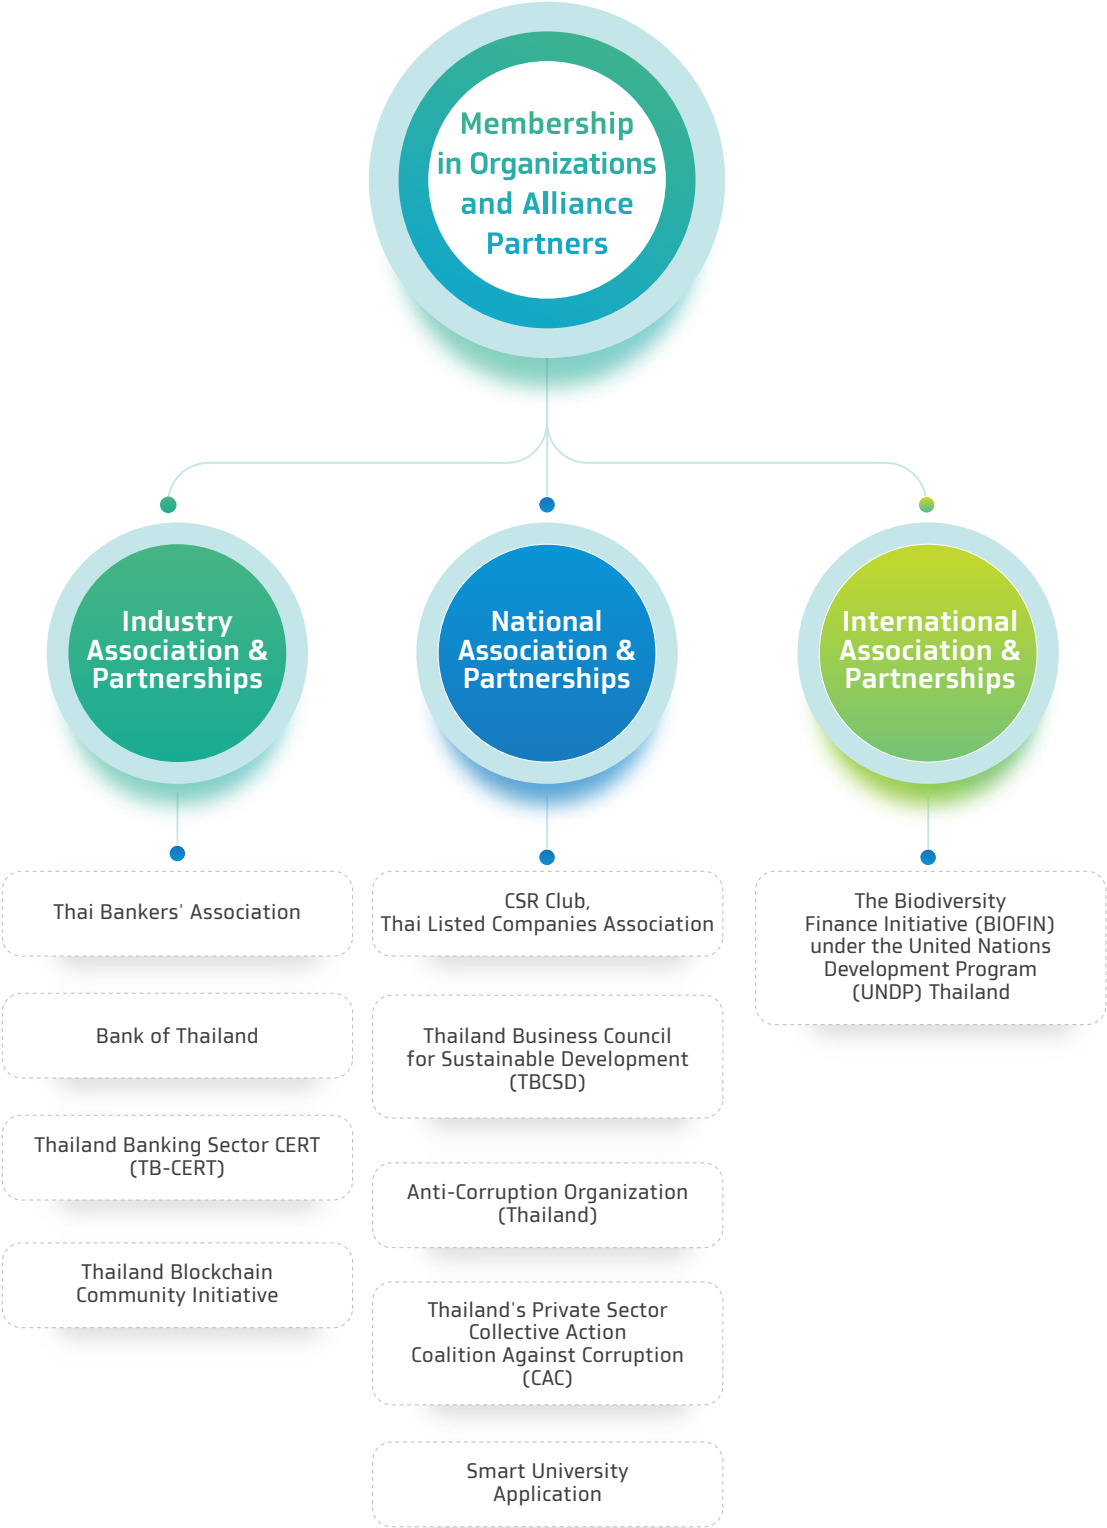 Membership
in Organizations
and Alliance
Partners
Industry
Association &
Partnerships
National
Association &
Partnerships
International
Association &
Partnerships
Thai Bankers' Association
Bank of Thailand
Thailand Banking Sector CERT
(TB-CERT)
Thailand Blockchain
Community Initiative
CSR Club,
Thai Listed Companies Association
Thailand Business Council
for Sustainable Development
(TBCSD)
Anti-Corruption Organization
(Thailand)
Thailand's Private Sector
Collective Action
Coalition Against Corruption
(CAC)
Smart University
Application
The Biodiversity
Finance Initiative (BIOFIN)
under the United Nations
Development Program
(UNDP) Thailand